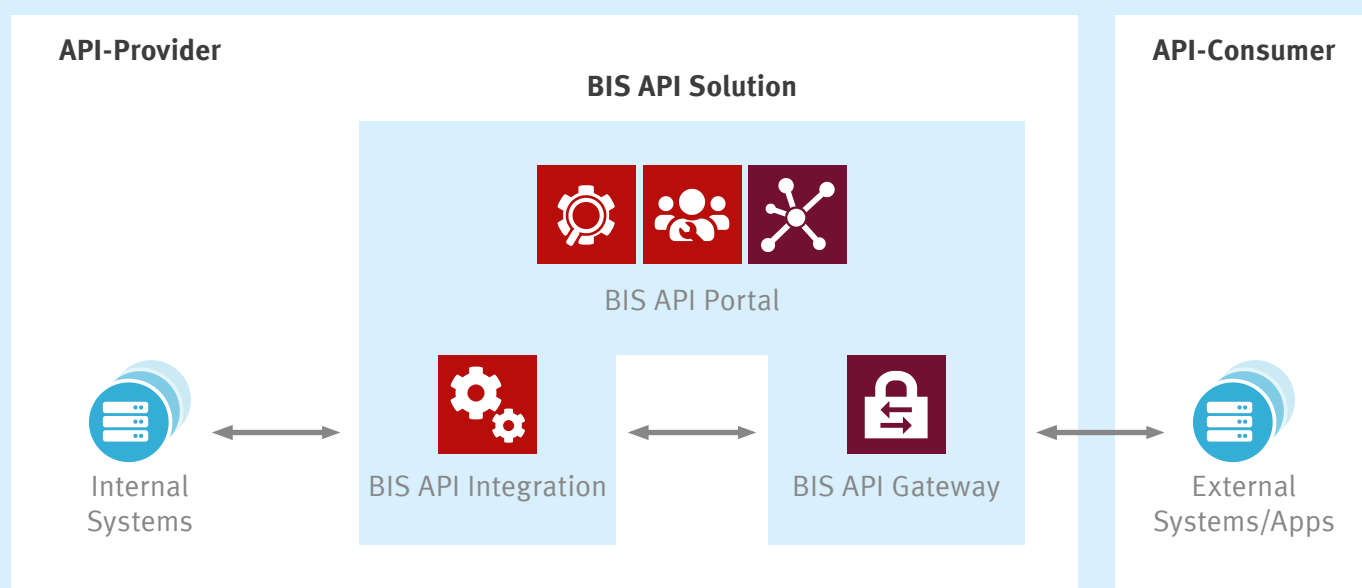 API-Provider
API-Consumer
BIS API Solution
BIS API Portal
BIS API Integration
BIS API Gateway
Internal
Systems
External
Systems/Apps